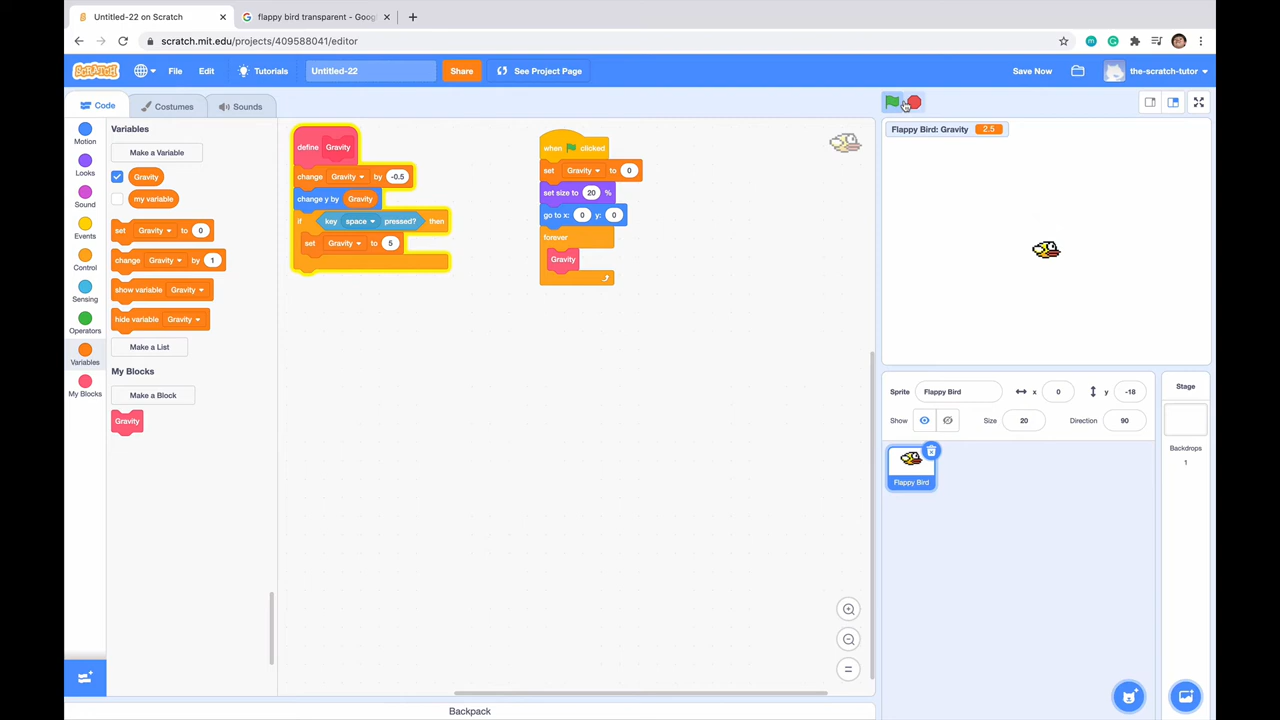 Untitled-22 on Scratch
flappy bird transparent - Goog
scratch.mit.edu/projects/409588041/editor
SCRATCH
File
Edit
Tutorials
Untitled-22
Share
See Project Page
Save Now
the-scratch-tutor
Code
Costumes
Sounds
Motion
Looks
Sound
Events
Control
Sensing
Operators
Variables
My Blocks
Variables
Make a Variable
Gravity
my variable
set Gravity to 0
change Gravity by 1
show variable Gravity
hide variable Gravity
Make a List
My Blocks
Make a Block
Gravity
define Gravity
change Gravity by -0.5
change y by Gravity
if key space pressed? then
set Gravity to 5
when clicked
set Gravity to 0
set size to 20 %
go to x: 0 y: 0
forever
Gravity
Flappy Bird: Gravity 2.5
Sprite Flappy Bird x 0 y -18
Show Size 20 Direction 90
Flappy Bird
Stage
Backdrops
1
Backpack